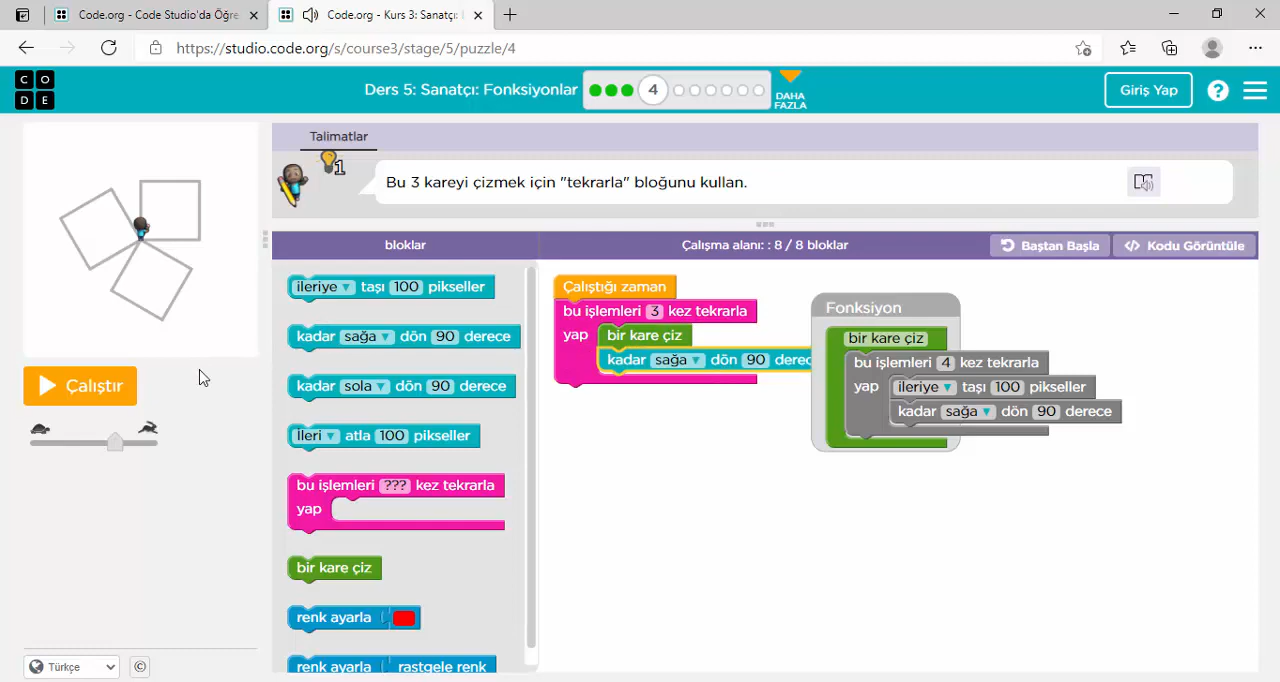 Code.org - Code Studio'da Öğre
Code.org - Kurs 3: Sanatçı:
https://studio.code.org/s/course3/stage/5/puzzle/4
C O
D E
Ders 5: Sanatçı: Fonksiyonlar
4
DAHA
FAZLA
Giriş Yap
?
Talimatlar
1
Bu 3 kareyi çizmek için "tekrarla" bloğunu kullan.
bloklar
Çalışma alanı: : 8 / 8 bloklar
Baştan Başla
</> Kodu Görüntüle
ileriye taşı 100 pikseller
kadar sağa dön 90 derece
kadar sola dön 90 derece
İleri atla 100 pikseller
bu işlemleri ??? kez tekrarla
yap
bir kare çiz
renk ayarla
renk ayarla rastgele renk
Çalıştığı zaman
bu işlemleri 3 kez tekrarla
yap bir kare çiz
kadar sağa dön 90 derec
Fonksiyon
bir kare çiz
bu işlemleri 4 kez tekrarla
yap ileriye taşı 100 pikseller
kadar sağa dön 90 derece
Çalıştır
Türkçe
©